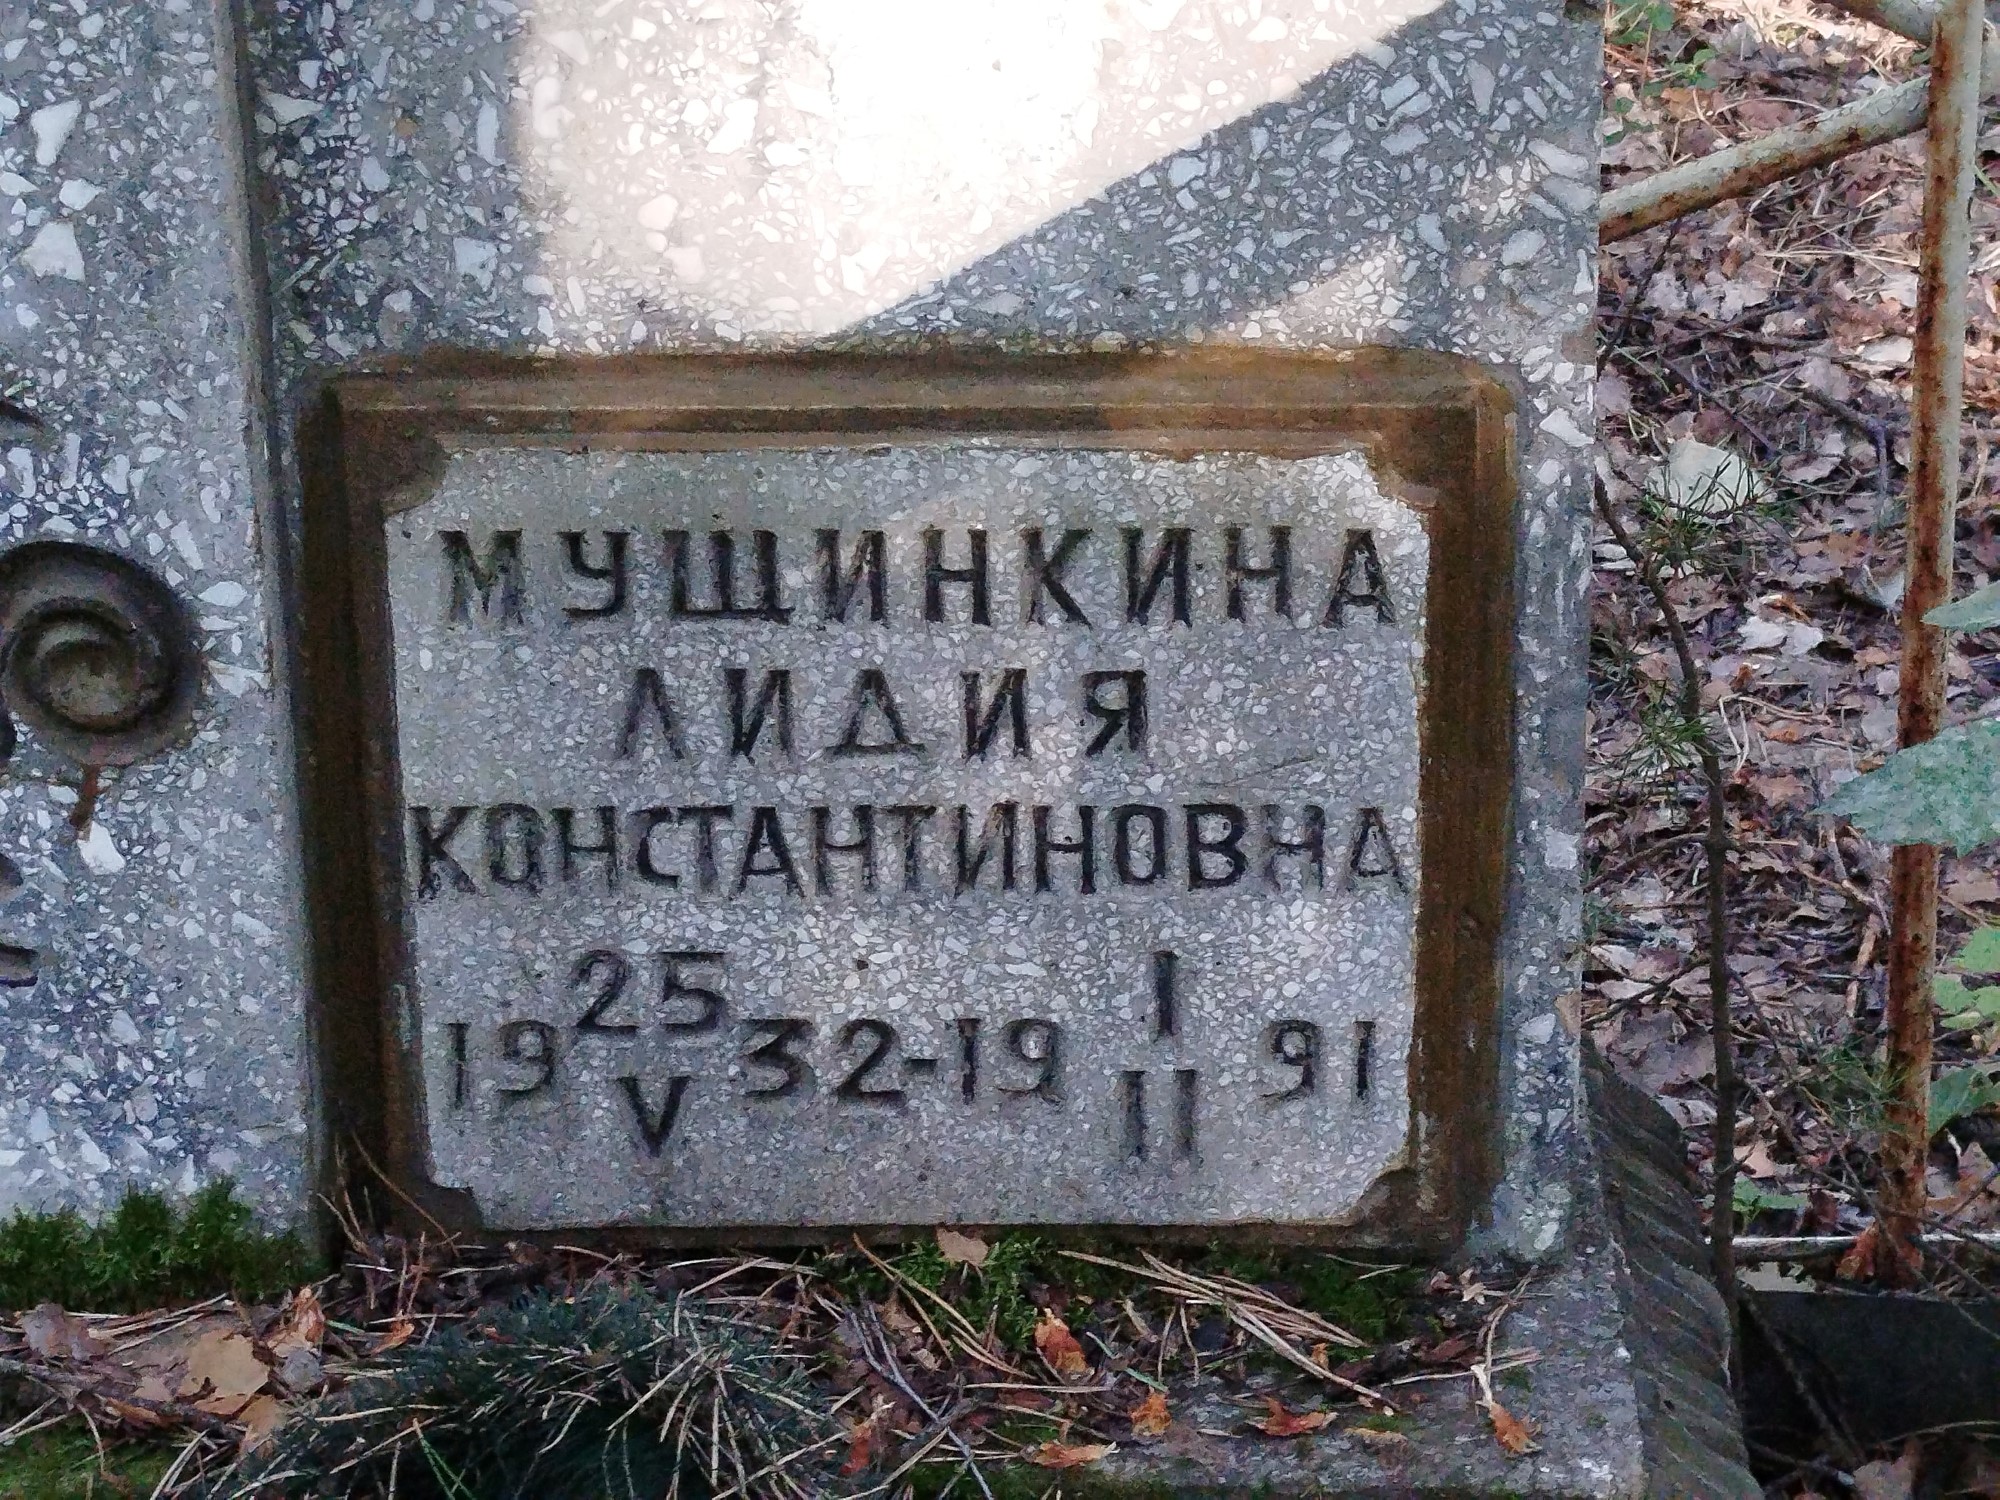 МУЩИНКИНА
ЛИДИЯ
КОНСТАНТИНОВНА
19 25/V 32-19 I/II 91